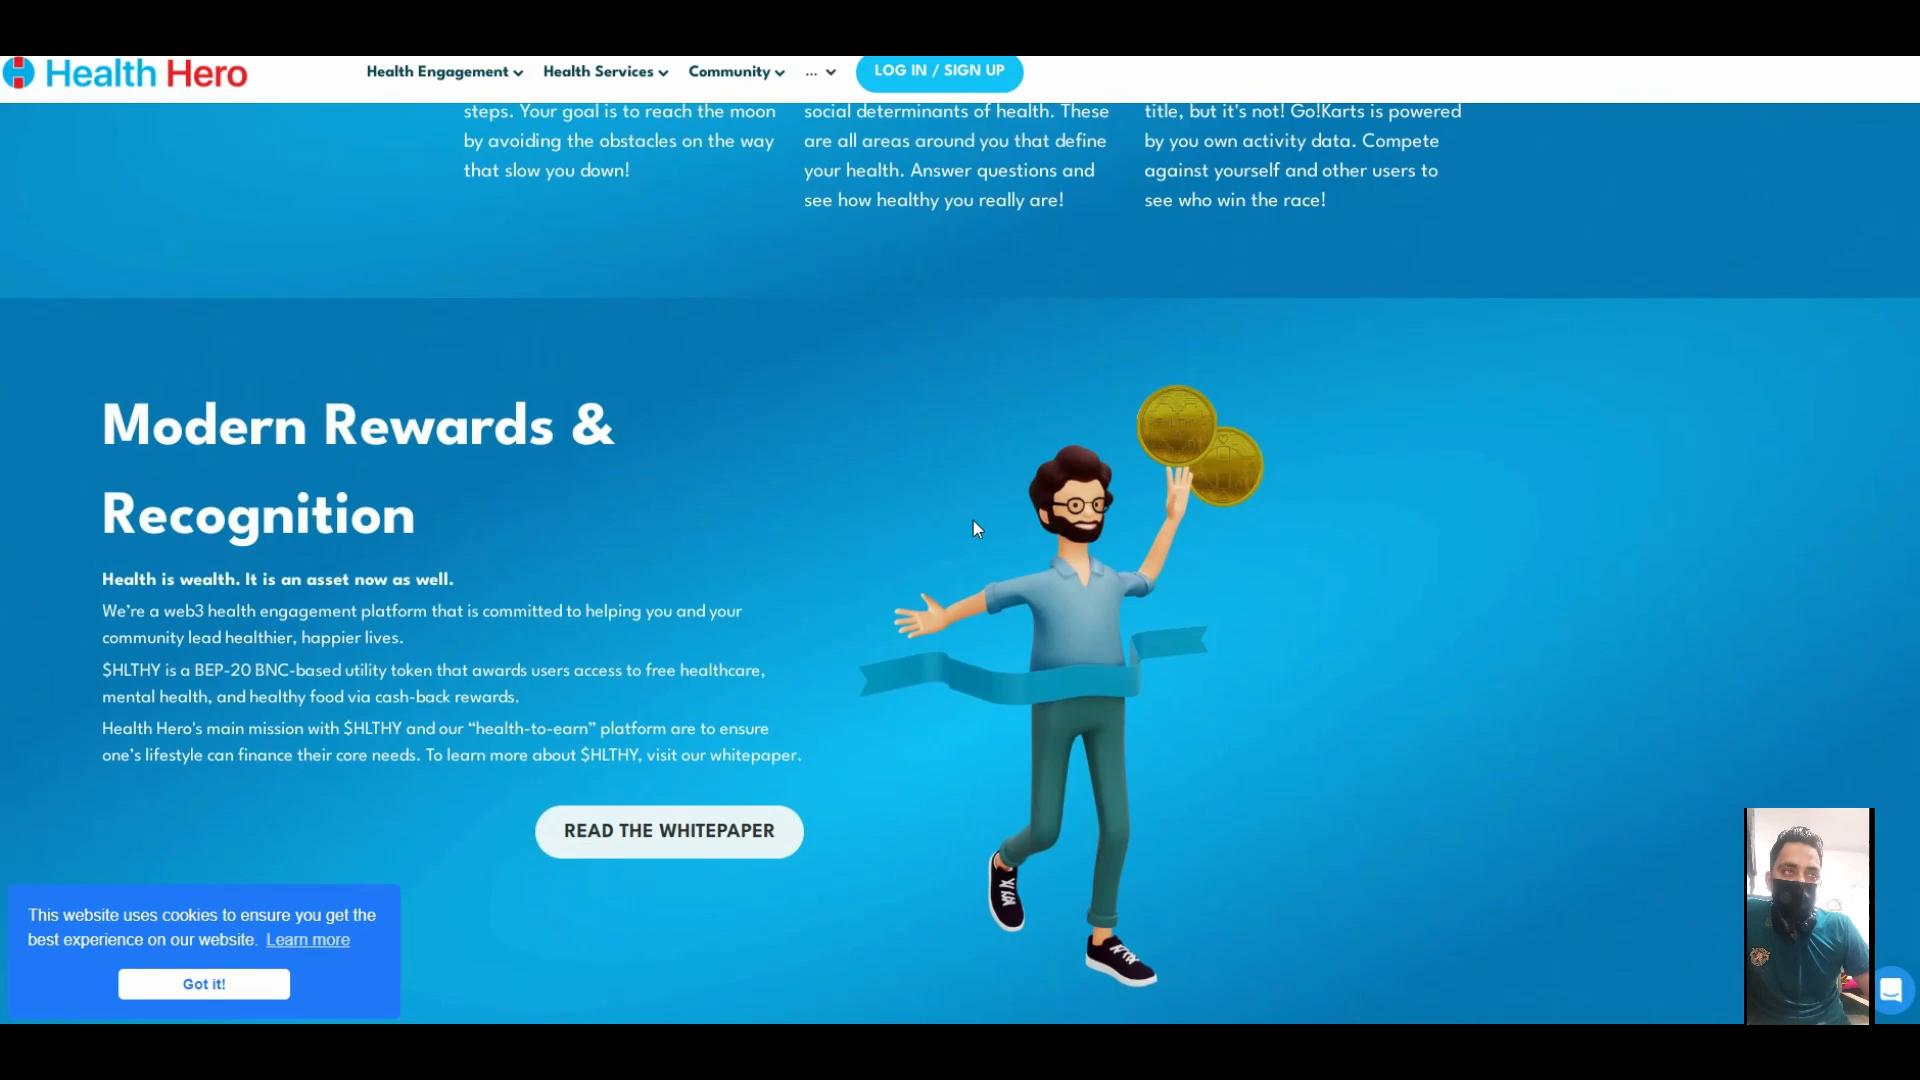 Health Hero
Health Engagement
Health Services
Community
...
LOG IN / SIGN UP
steps. Your goal is to reach the moon
by avoiding the obstacles on the way
that slow you down!
social determinants of health. These
are all areas around you that define
your health. Answer questions and
see how healthy you really are!
title, but it's not! Go!Karts is powered
by you own activity data. Compete
against yourself and other users to
see who win the race!
Modern Rewards &
Recognition
Health is wealth. It is an asset now as well.
We're a web3 health engagement platform that is committed to helping you and your
community lead healthier, happier lives.
$HLTHY is a BEP-20 BNC-based utility token that awards users access to free healthcare,
mental health, and healthy food via cash-back rewards.
Health Hero's main mission with $HLTHY and our “health-to-earn” platform are to ensure
one's lifestyle can finance their core needs. To learn more about $HLTHY, visit our whitepaper.
READ THE WHITEPAPER
This website uses cookies to ensure you get the
best experience on our website. Learn more
Got it!